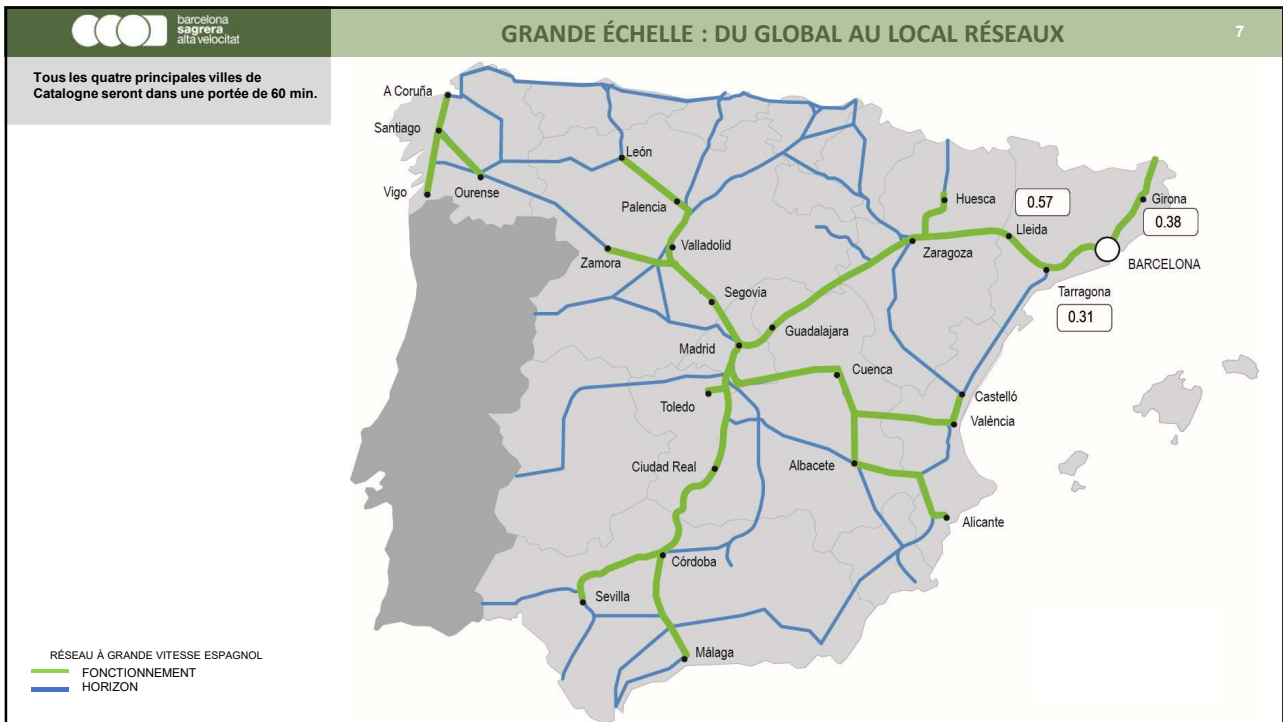 barcelona
sagrera
alta velocitat
GRANDE ÉCHELLE : DU GLOBAL AU LOCAL RÉSEAUX
7
Tous les quatre principales villes de
Catalogne seront dans une portée de 60 min.
A Coruña
Santiago
León
Vigo
Ourense
Palencia
Huesca
0.57
Girona
Lleida
0.38
Valladolid
Zaragoza
Zamora
BARCELONA
Segovia
Tarragona
0.31
Guadalajara
Madrid
Cuenca
Toledo
Castelló
València
Ciudad Real
Albacete
Alicante
Córdoba
Sevilla
Málaga
RÉSEAU À GRANDE VITESSE ESPAGNOL
FONCTIONNEMENT
HORIZON